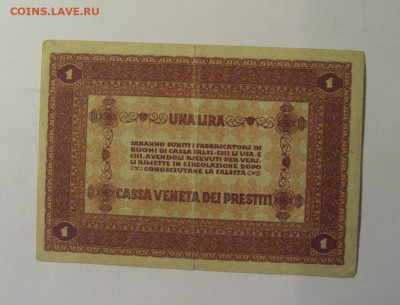 COINS.LAVE.RU
1
1
UNA LIRA
SARANNO PUNITI I FABBRICATORI DI
BUONI DI CASSA FALSI · CHI LI USA, E
CHI, AVENDOLI RICEVUTI PER VERI,
LI RIMETTE IN CIRCOLAZIONE DOPO
CONOSCIUTANE LA FALSITÀ
CASSA VENETA DEI PRESTITI
1
1